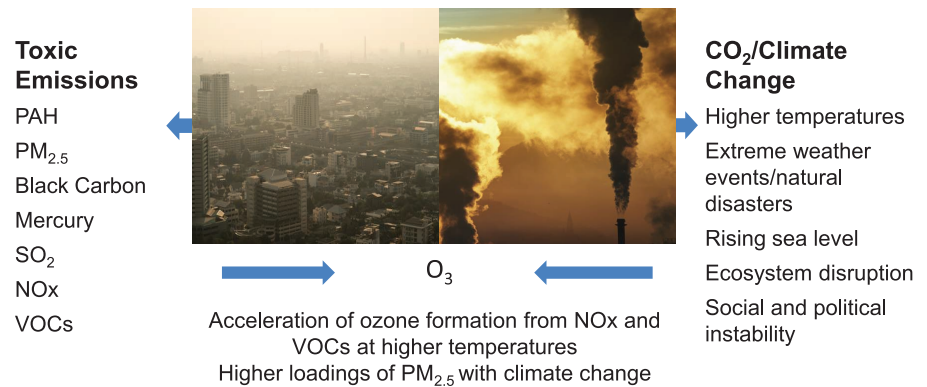 Toxic
Emissions
PAH
PM₂.₅
Black Carbon
Mercury
SO₂
NOx
VOCs
CO₂/Climate
Change
Higher temperatures
Extreme weather
events/natural
disasters
Rising sea level
Ecosystem disruption
Social and political
instability
O₃
Acceleration of ozone formation from NOx and
VOCs at higher temperatures
Higher loadings of PM₂.₅ with climate change